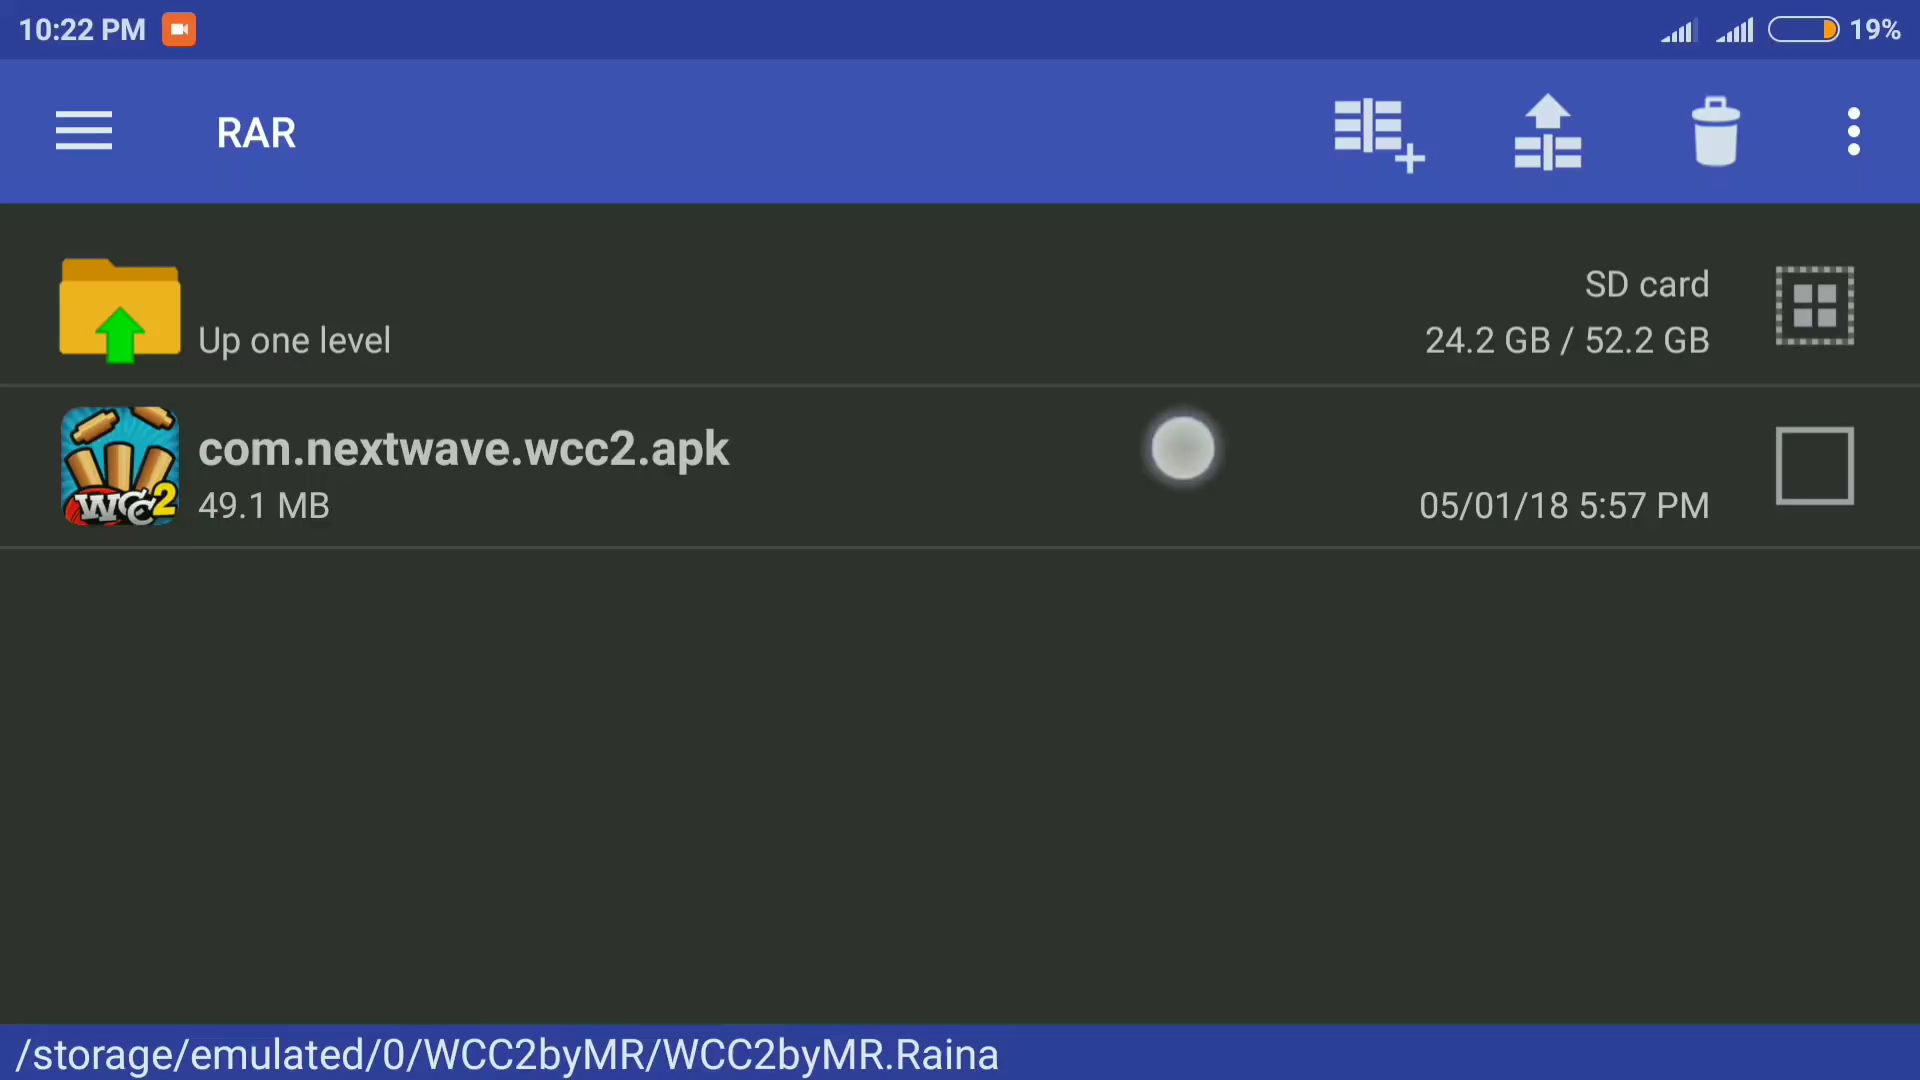 10:22 PM
19%
RAR
SD card
Up one level
24.2 GB / 52.2 GB
com.nextwave.wcc2.apk
WCC2
49.1 MB
05/01/18 5:57 PM
/storage/emulated/0/WCC2byMR/WCC2byMR.Raina